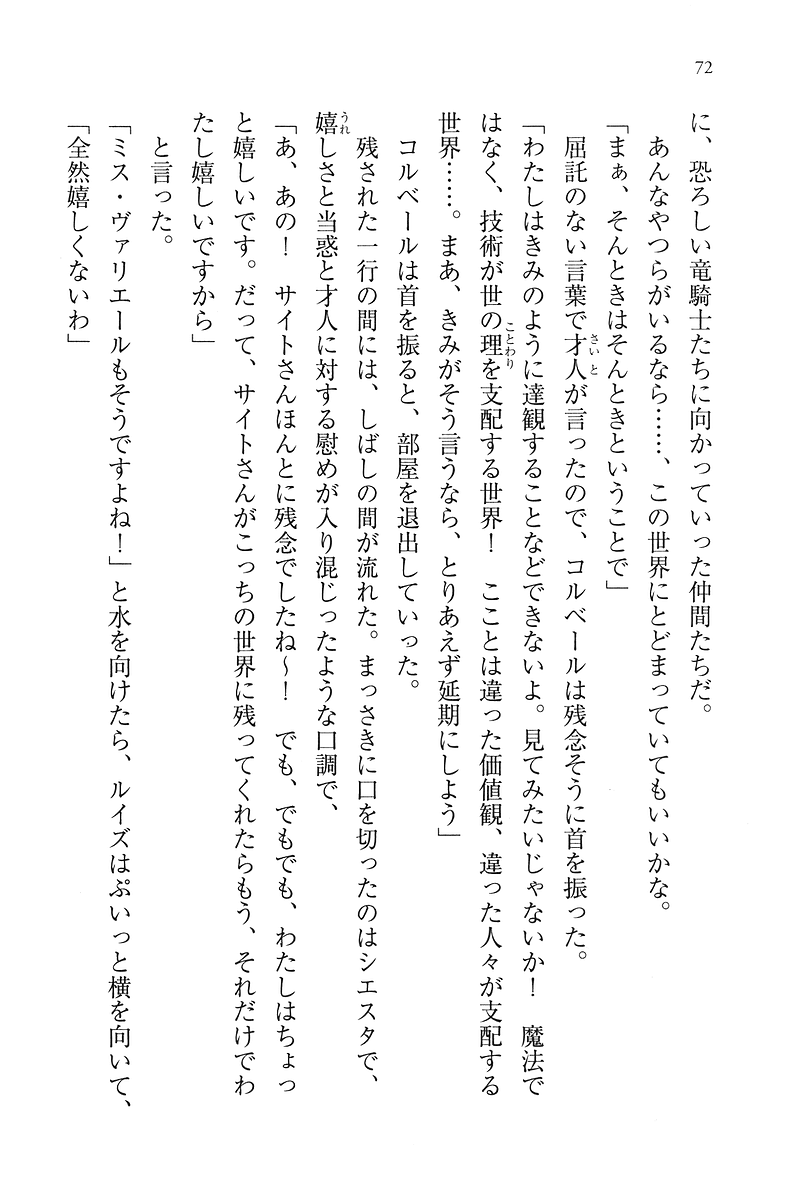 72
に、恐ろしい竜騎士たちに向かっていった仲間たちだ。
　あんなやつらがいるなら……、この世界にとどまっていてもいいかな。
「まぁ、そんときはそんときということで」
　屈託のない言葉で才人が言ったので、コルベールは残念そうに首を振った。
「わたしはきみのように達観することなどできないよ。見てみたいじゃないか！　魔法で
はなく、技術が世の理を支配する世界！　こことは違った価値観、違った人々が支配する
世界……。まあ、きみがそう言うなら、とりあえず延期にしよう」
　コルベールは首を振ると、部屋を退出していった。
　残された一行の間には、しばしの間が流れた。まっさきに口を切ったのはシエスタで、
嬉しさと当惑と才人に対する慰めが入り混じったような口調で、
「あ、あの！　サイトさんほんとに残念でしたね～！　でも、でもでも、わたしはちょっ
と嬉しいです。だって、サイトさんがこっちの世界に残ってくれたらもう、それだけでわ
たし嬉しいですから」
　と言った。
「ミス・ヴァリエールもそうですよね！」と水を向けたら、ルイズはぷいっと横を向いて、
「全然嬉しくないわ」
さいと
ことわり
うれ